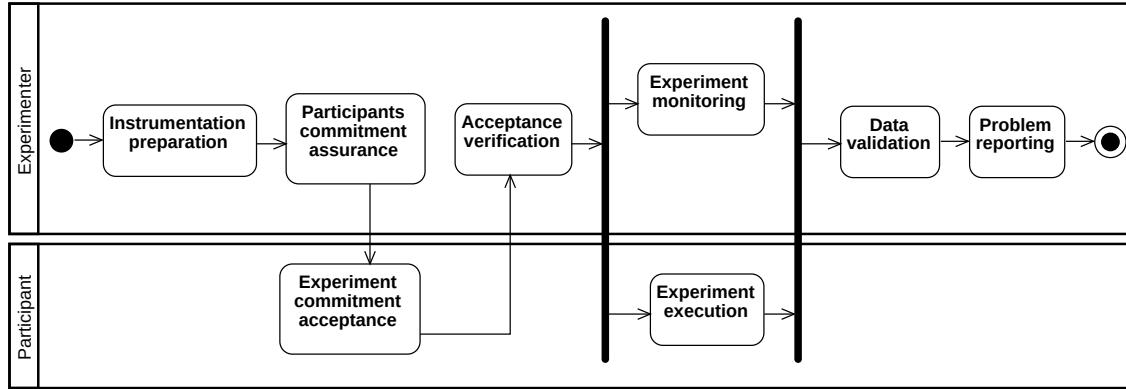 Experimenter
Instrumentation
preparation
Participants
commitment
assurance
Acceptance
verification
Experiment
monitoring
Data
validation
Problem
reporting
Participant
Experiment
commitment
acceptance
Experiment
execution